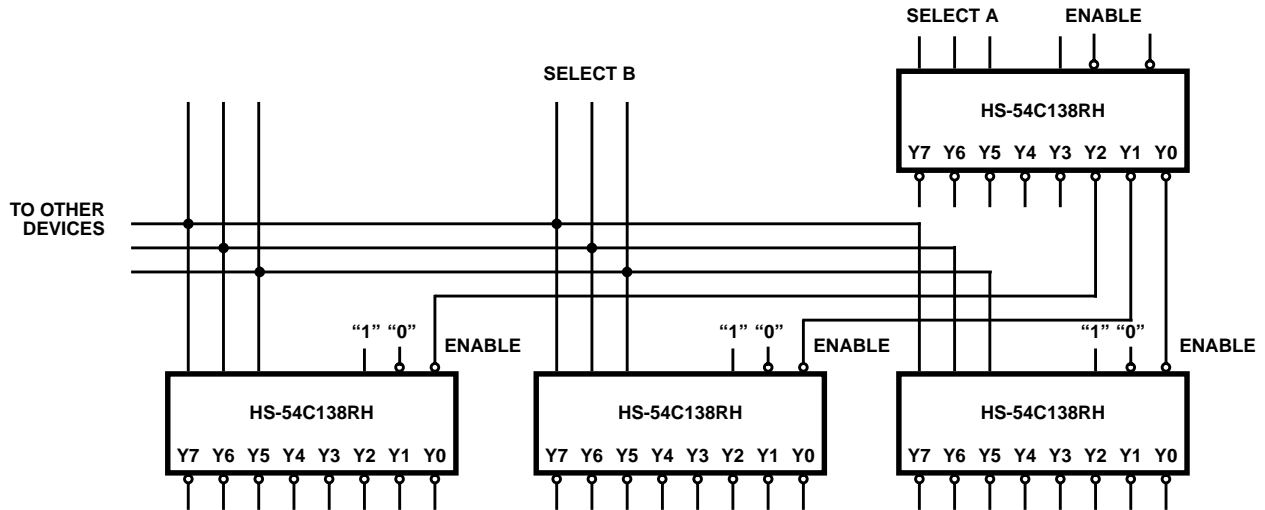 SELECT A ENABLE
SELECT B
HS-54C138RH
Y7 Y6 Y5 Y4 Y3 Y2 Y1 Y0
TO OTHER
DEVICES
“1” “0” “1” “0” “1” “0”
ENABLE ENABLE ENABLE
HS-54C138RH HS-54C138RH HS-54C138RH
Y7 Y6 Y5 Y4 Y3 Y2 Y1 Y0 Y7 Y6 Y5 Y4 Y3 Y2 Y1 Y0 Y7 Y6 Y5 Y4 Y3 Y2 Y1 Y0